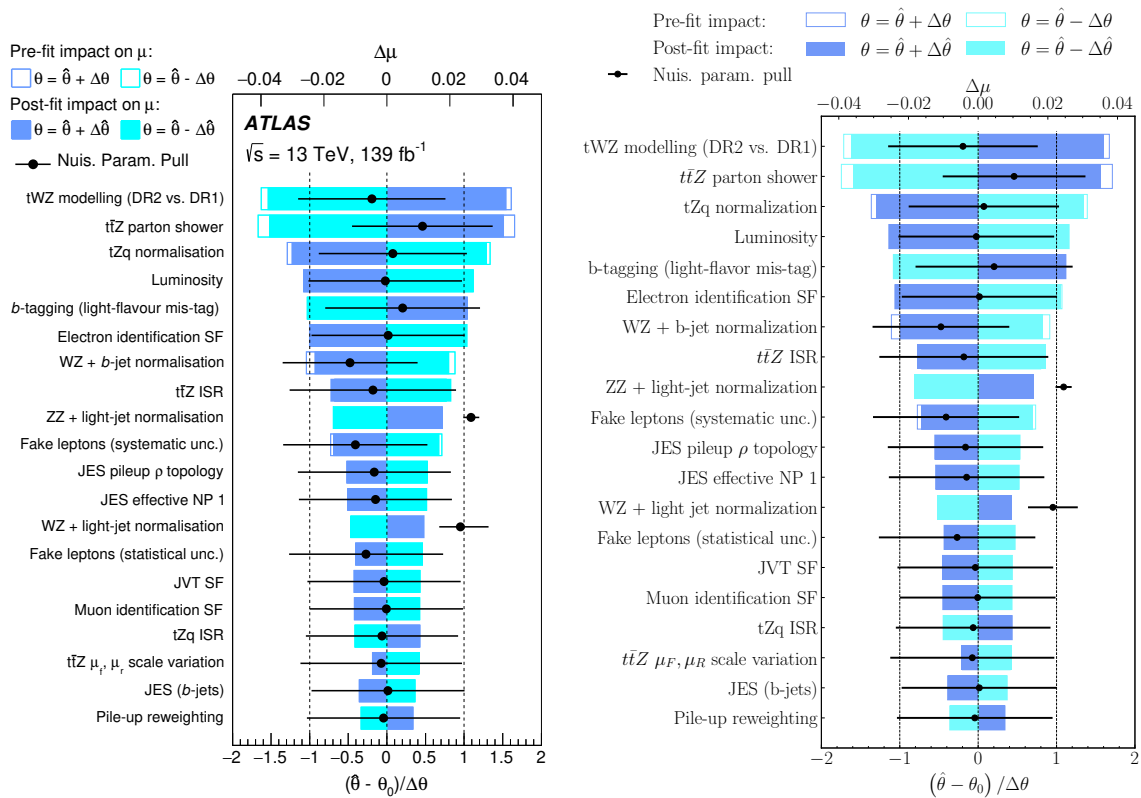 Pre-fit impact on μ:
θ = θ̂ + Δθ θ = θ̂ - Δθ
Post-fit impact on μ:
θ = θ̂ + Δθ̂ θ = θ̂ - Δθ̂
Nuis. Param. Pull
Δμ
−0.04 −0.02 0 0.02 0.04
ATLAS
√s = 13 TeV, 139 fb⁻¹
tWZ modelling (DR2 vs. DR1)
tt̄Z parton shower
tZq normalisation
Luminosity
b-tagging (light-flavour mis-tag)
Electron identification SF
WZ + b-jet normalisation
tt̄Z ISR
ZZ + light-jet normalisation
Fake leptons (systematic unc.)
JES pileup ρ topology
JES effective NP 1
WZ + light-jet normalisation
Fake leptons (statistical unc.)
JVT SF
Muon identification SF
tZq ISR
tt̄Z μ_f, μ_r scale variation
JES (b-jets)
Pile-up reweighting
−2 −1.5 −1 −0.5 0 0.5 1 1.5 2
(θ̂ - θ₀)/Δθ
Pre-fit impact: θ = θ̂ + Δθ θ = θ̂ − Δθ
Post-fit impact: θ = θ̂ + Δθ̂ θ = θ̂ − Δθ̂
Nuis. param. pull
Δμ
−0.04 −0.02 0.00 0.02 0.04
tWZ modelling (DR2 vs. DR1)
tt̄Z parton shower
tZq normalization
Luminosity
b-tagging (light-flavor mis-tag)
Electron identification SF
WZ + b-jet normalization
tt̄Z ISR
ZZ + light-jet normalization
Fake leptons (systematic unc.)
JES pileup ρ topology
JES effective NP 1
WZ + light jet normalization
Fake leptons (statistical unc.)
JVT SF
Muon identification SF
tZq ISR
tt̄Z μ_F, μ_R scale variation
JES (b-jets)
Pile-up reweighting
−2 −1 0 1 2
(θ̂ − θ₀)/Δθ